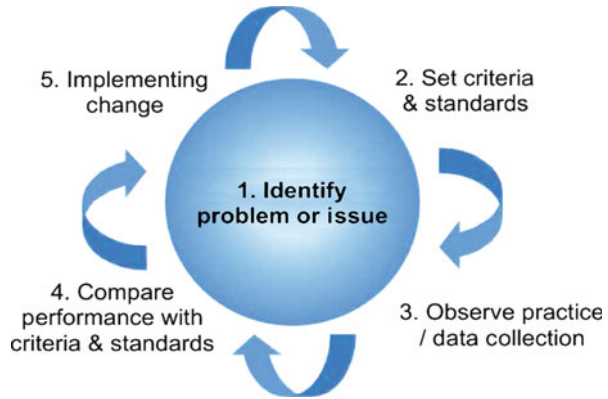 1. Identify
problem or issue
2. Set criteria
& standards
3. Observe practice
/ data collection
4. Compare
performance with
criteria & standards
5. Implementing
change